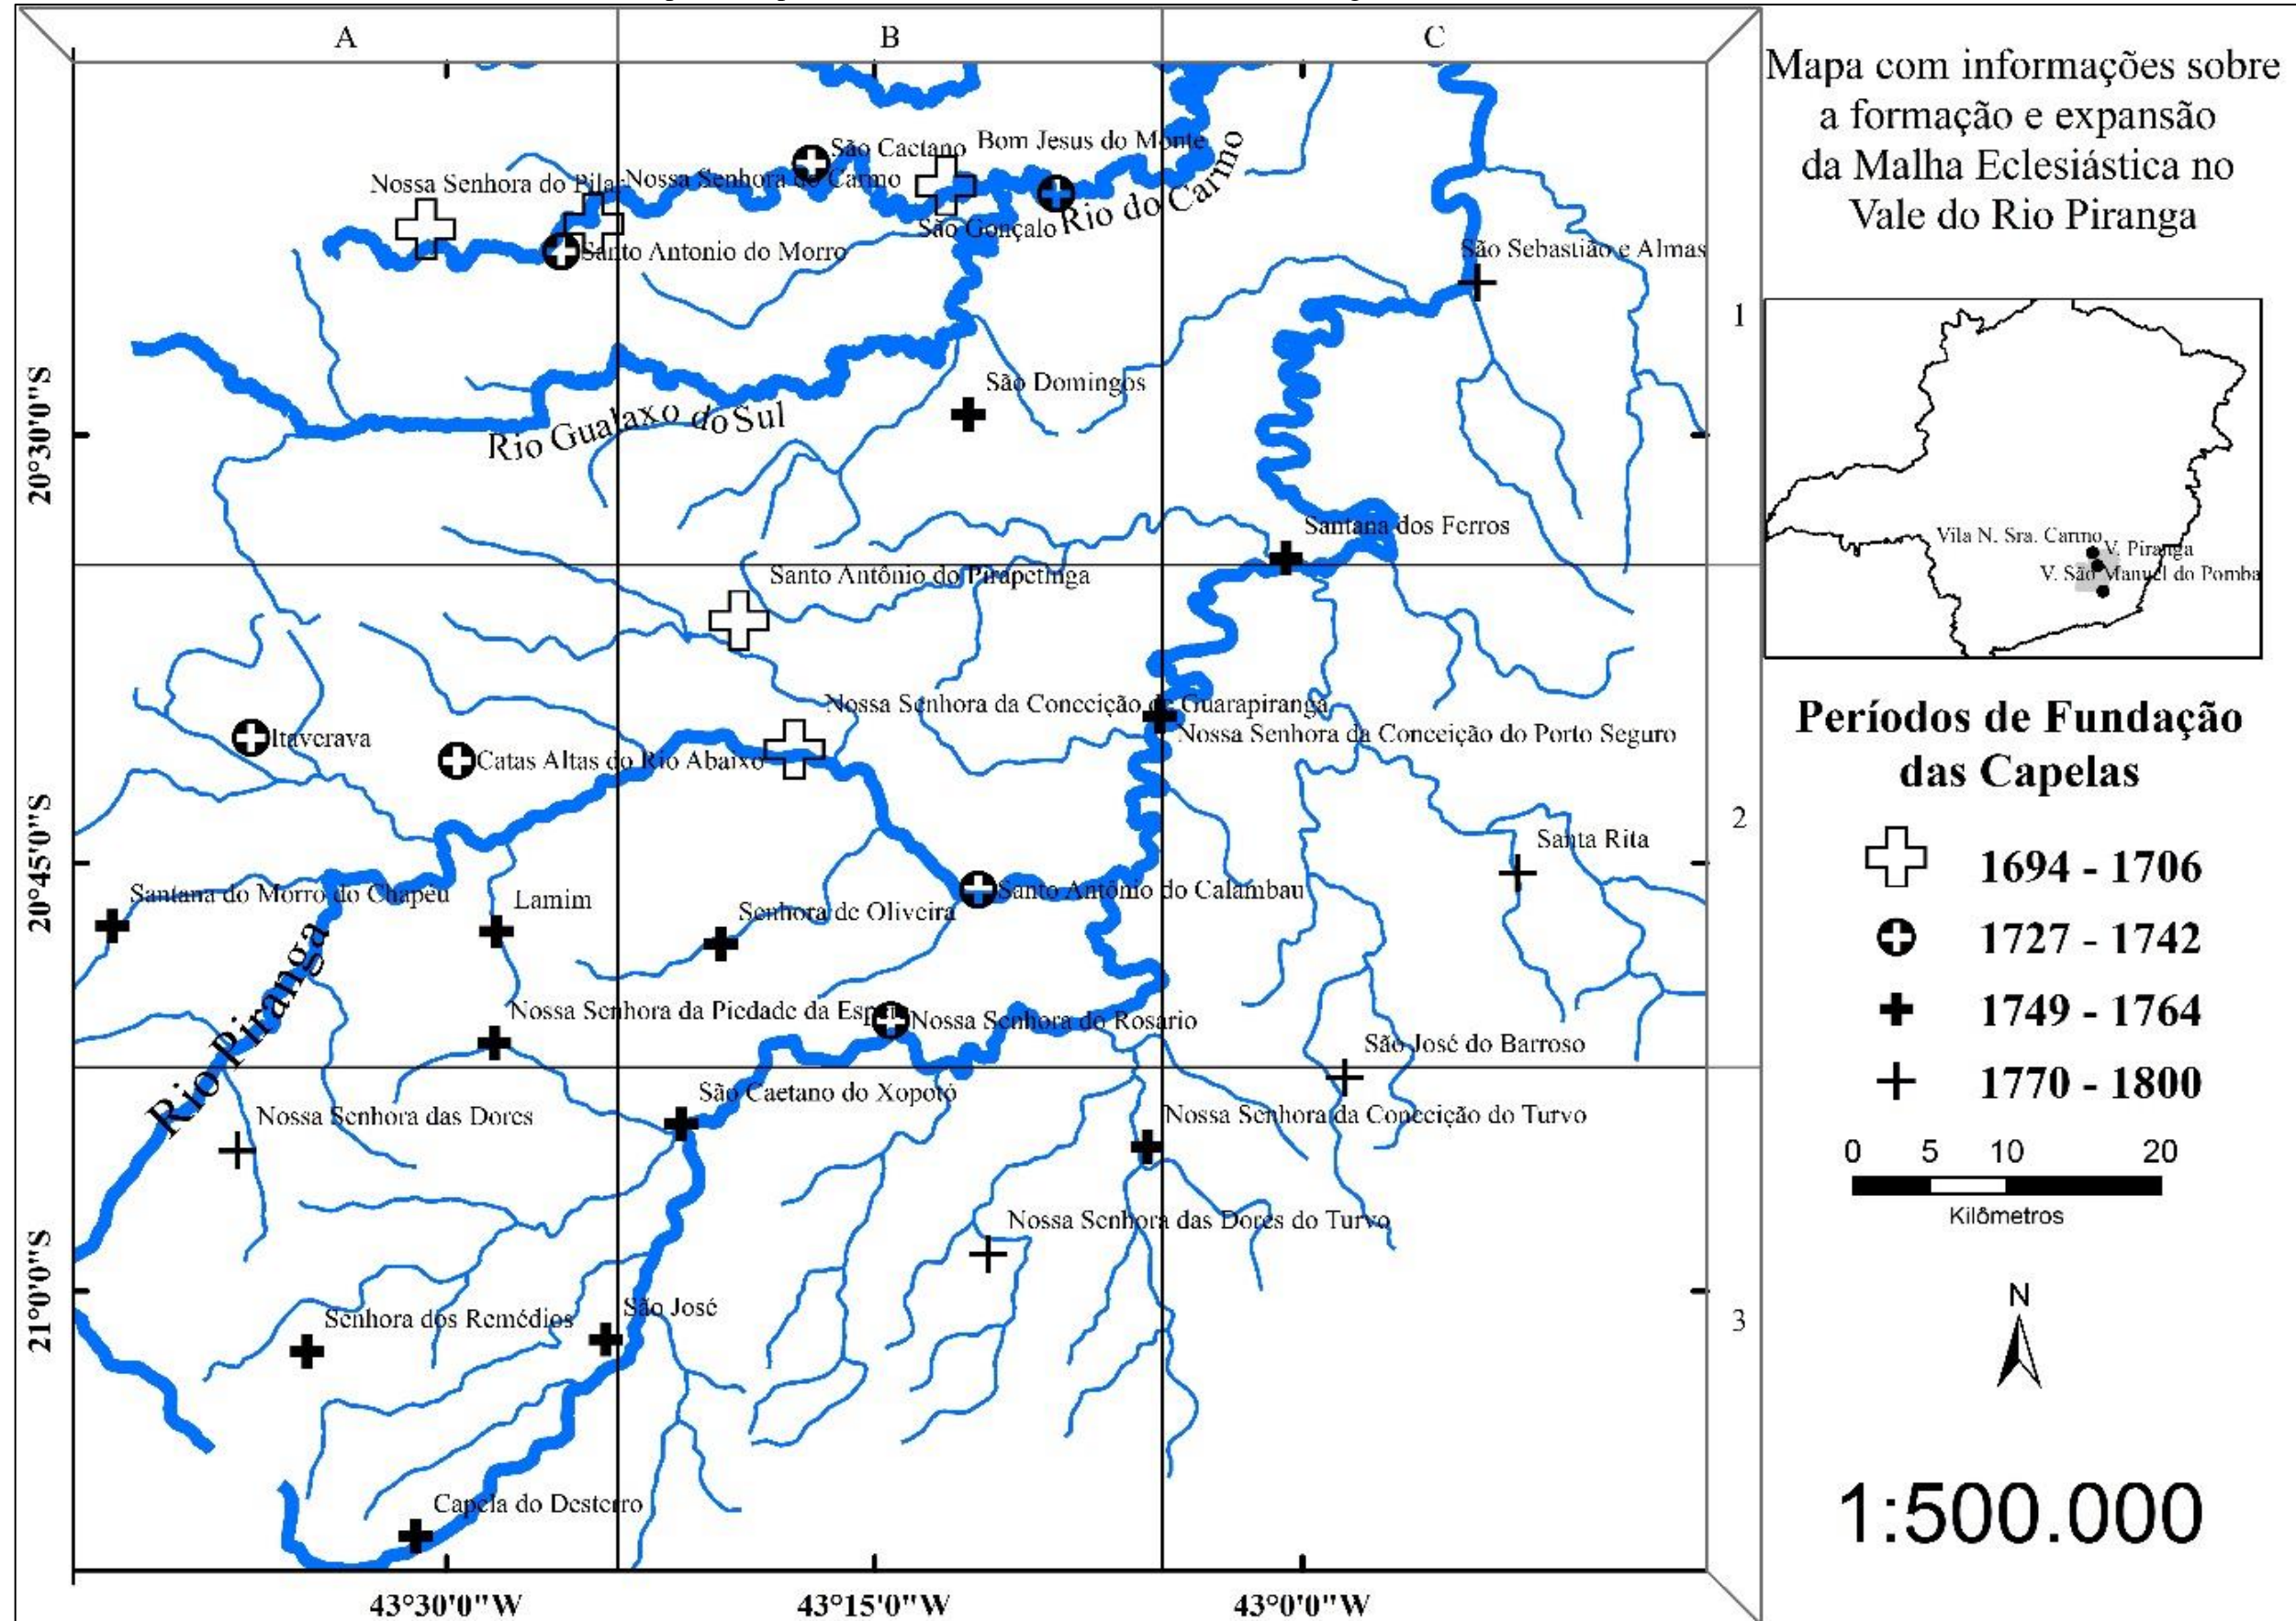 A
B
C
Mapa com informações sobre
a formação e expansão
da Malha Eclesiástica no
Vale do Rio Piranga
São Caetano
Bom Jesus do Monte
Nossa Senhora do Pilar
Nossa Senhora do Carmo
São Gonçalo
Rio do Carmo
Santo Antonio do Morro
São Sebastião e Almas
1
São Domingos
Rio Gualaxo do Sul
20°30'0"S
Santana dos Ferros
Vila N. Sra. Carmo
V. Piranga
V. São Manuel do Pomba
Santo Antônio do Pirapetinga
Nossa Senhora da Conceição de Guarapiranga
Nossa Senhora da Conceição do Porto Seguro
Itaverava
Catas Altas do Rio Abaixo
Períodos de Fundação
das Capelas
2
Santa Rita
20°45'0"S
1694 - 1706
Santana do Morro do Chapéu
Lamim
Senhora de Oliveira
Santo Antônio do Calambau
1727 - 1742
Rio Piranga
Nossa Senhora da Piedade da Espera
Nossa Senhora do Rosário
1749 - 1764
São José do Barroso
1770 - 1800
São Caetano do Xopotó
Nossa Senhora das Dores
Nossa Senhora da Conceição do Turvo
0 5 10 20
Kilômetros
Nossa Senhora das Dores do Turvo
21°0'0"S
Senhora dos Remédios
São José
3
N
Capela do Desterro
1:500.000
43°30'0"W
43°15'0"W
43°0'0"W